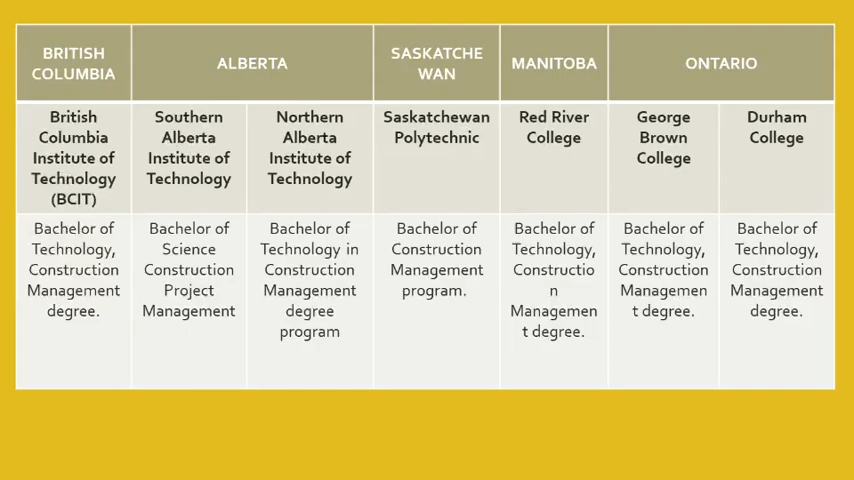 BRITISH
COLUMBIA
ALBERTA
SASKATCHE
WAN
MANITOBA
ONTARIO
British
Columbia
Institute of
Technology
(BCIT)
Southern
Alberta
Institute of
Technology
Northern
Alberta
Institute of
Technology
Saskatchewan
Polytechnic
Red River
College
George
Brown
College
Durham
College
Bachelor of
Technology,
Construction
Management
degree.
Bachelor of
Science
Construction
Project
Management
Bachelor of
Technology in
Construction
Management
degree
program
Bachelor of
Construction
Management
program.
Bachelor of
Technology,
Constructio
n
Managemen
t degree.
Bachelor of
Technology,
Construction
Managemen
t degree.
Bachelor of
Technology,
Construction
Management
degree.